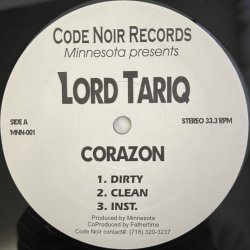 CODE NOIR RECORDS
Minnesota presents
LORD TARIQ
SIDE A
MNN-001
STEREO 33.3 RPM
CORAZON
1. DIRTY
2. CLEAN
3. INST.
Produced by Minnesota
CoProduced by Fathertime
Code Noir contact#: (718) 320-3237